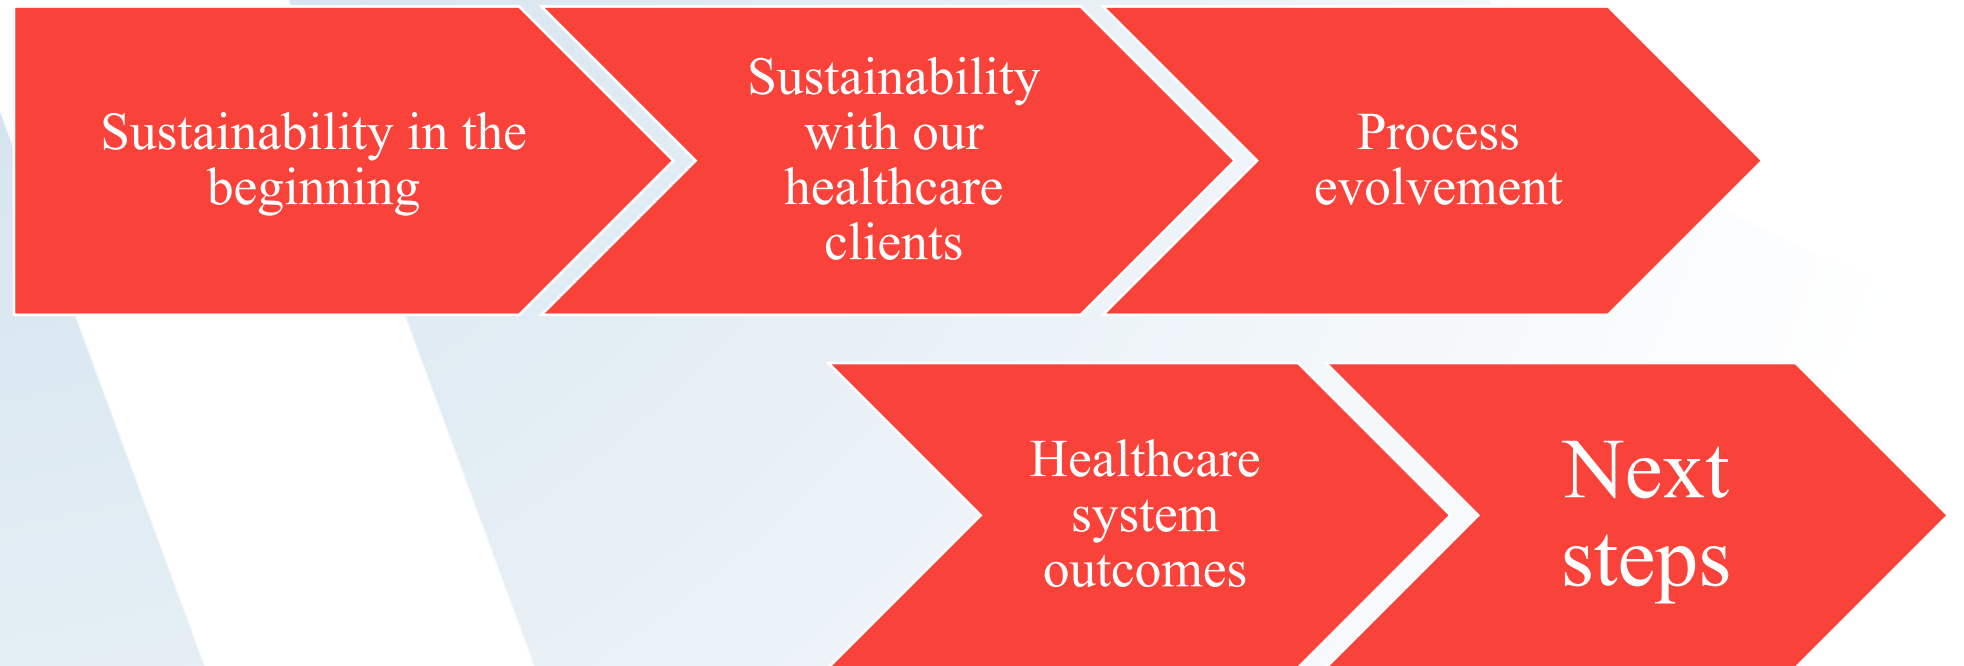 Sustainability in the
beginning
Sustainability
with our
healthcare
clients
Process
evolvement
Healthcare
system
outcomes
Next
steps